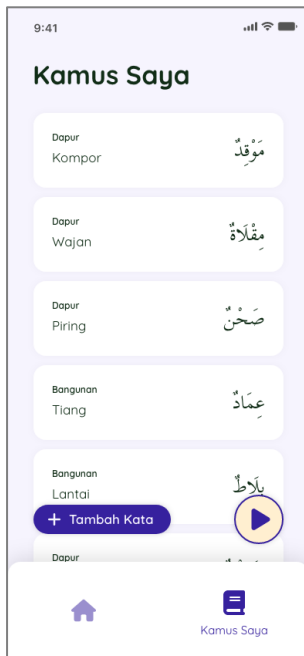 9:41
Kamus Saya
Dapur
Kompor
مَوْقِدٌ
Dapur
Wajan
مِقْلَاةٌ
Dapur
Piring
صَحْنٌ
Bangunan
Tiang
عِمَادٌ
Bangunan
Lantai
بِلَاطٌ
+ Tambah Kata
Dapur
Kamus Saya